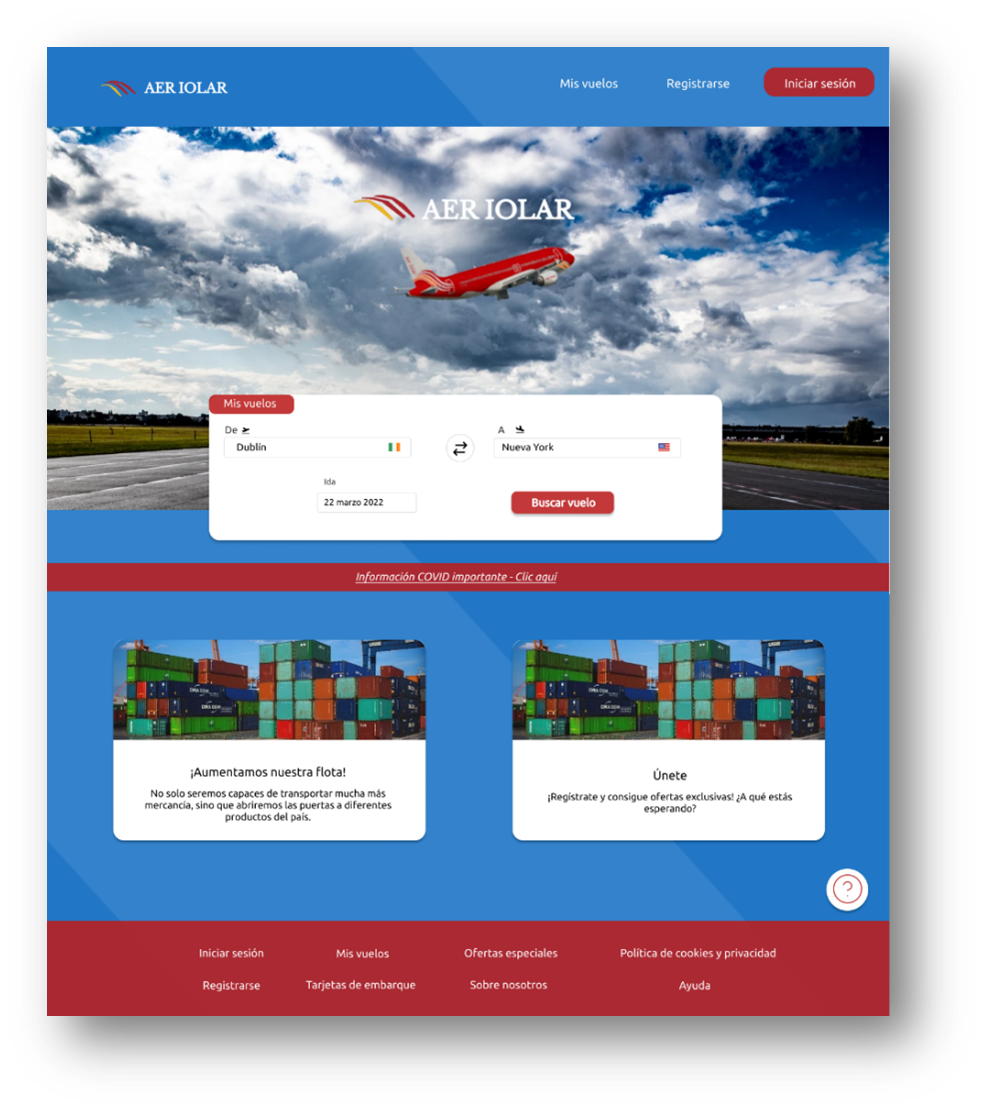 AER IOLAR
Mis vuelos
Registrarse
Iniciar sesión
AER IOLAR
Mis vuelos
De
A
Dublín
Nueva York
Ida
22 marzo 2022
Buscar vuelo
Información COVID importante - Clic aquí
¡Aumentamos nuestra flota!
No solo seremos capaces de transportar mucha más
mercancía, sino que abriremos las puertas a diferentes
productos del país.
Únete
¡Regístrate y consigue ofertas exclusivas! ¿A qué estás
esperando?
?
Iniciar sesión
Mis vuelos
Ofertas especiales
Política de cookies y privacidad
Registrarse
Tarjetas de embarque
Sobre nosotros
Ayuda